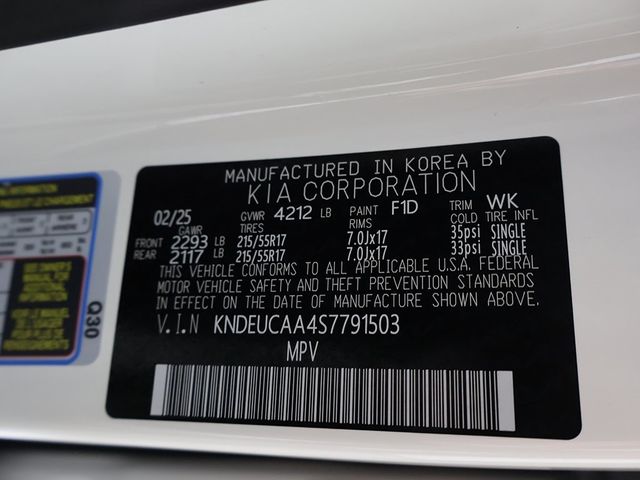 MANUFACTURED IN KOREA BY
KIA CORPORATION
02/25 GVWR 4212 LB PAINT F1D TRIM WK
GAWR TIRES RIMS COLD TIRE INFL
FRONT 2293 LB 215/55R17 7.0Jx17 35psi SINGLE
REAR 2117 LB 215/55R17 7.0Jx17 33psi SINGLE
THIS VEHICLE CONFORMS TO ALL APPLICABLE U.S.A. FEDERAL
MOTOR VEHICLE SAFETY AND THEFT PREVENTION STANDARDS
IN EFFECT ON THE DATE OF MANUFACTURE SHOWN ABOVE.
V.I.N KNDEUCAA4S7791503
MPV
Q30